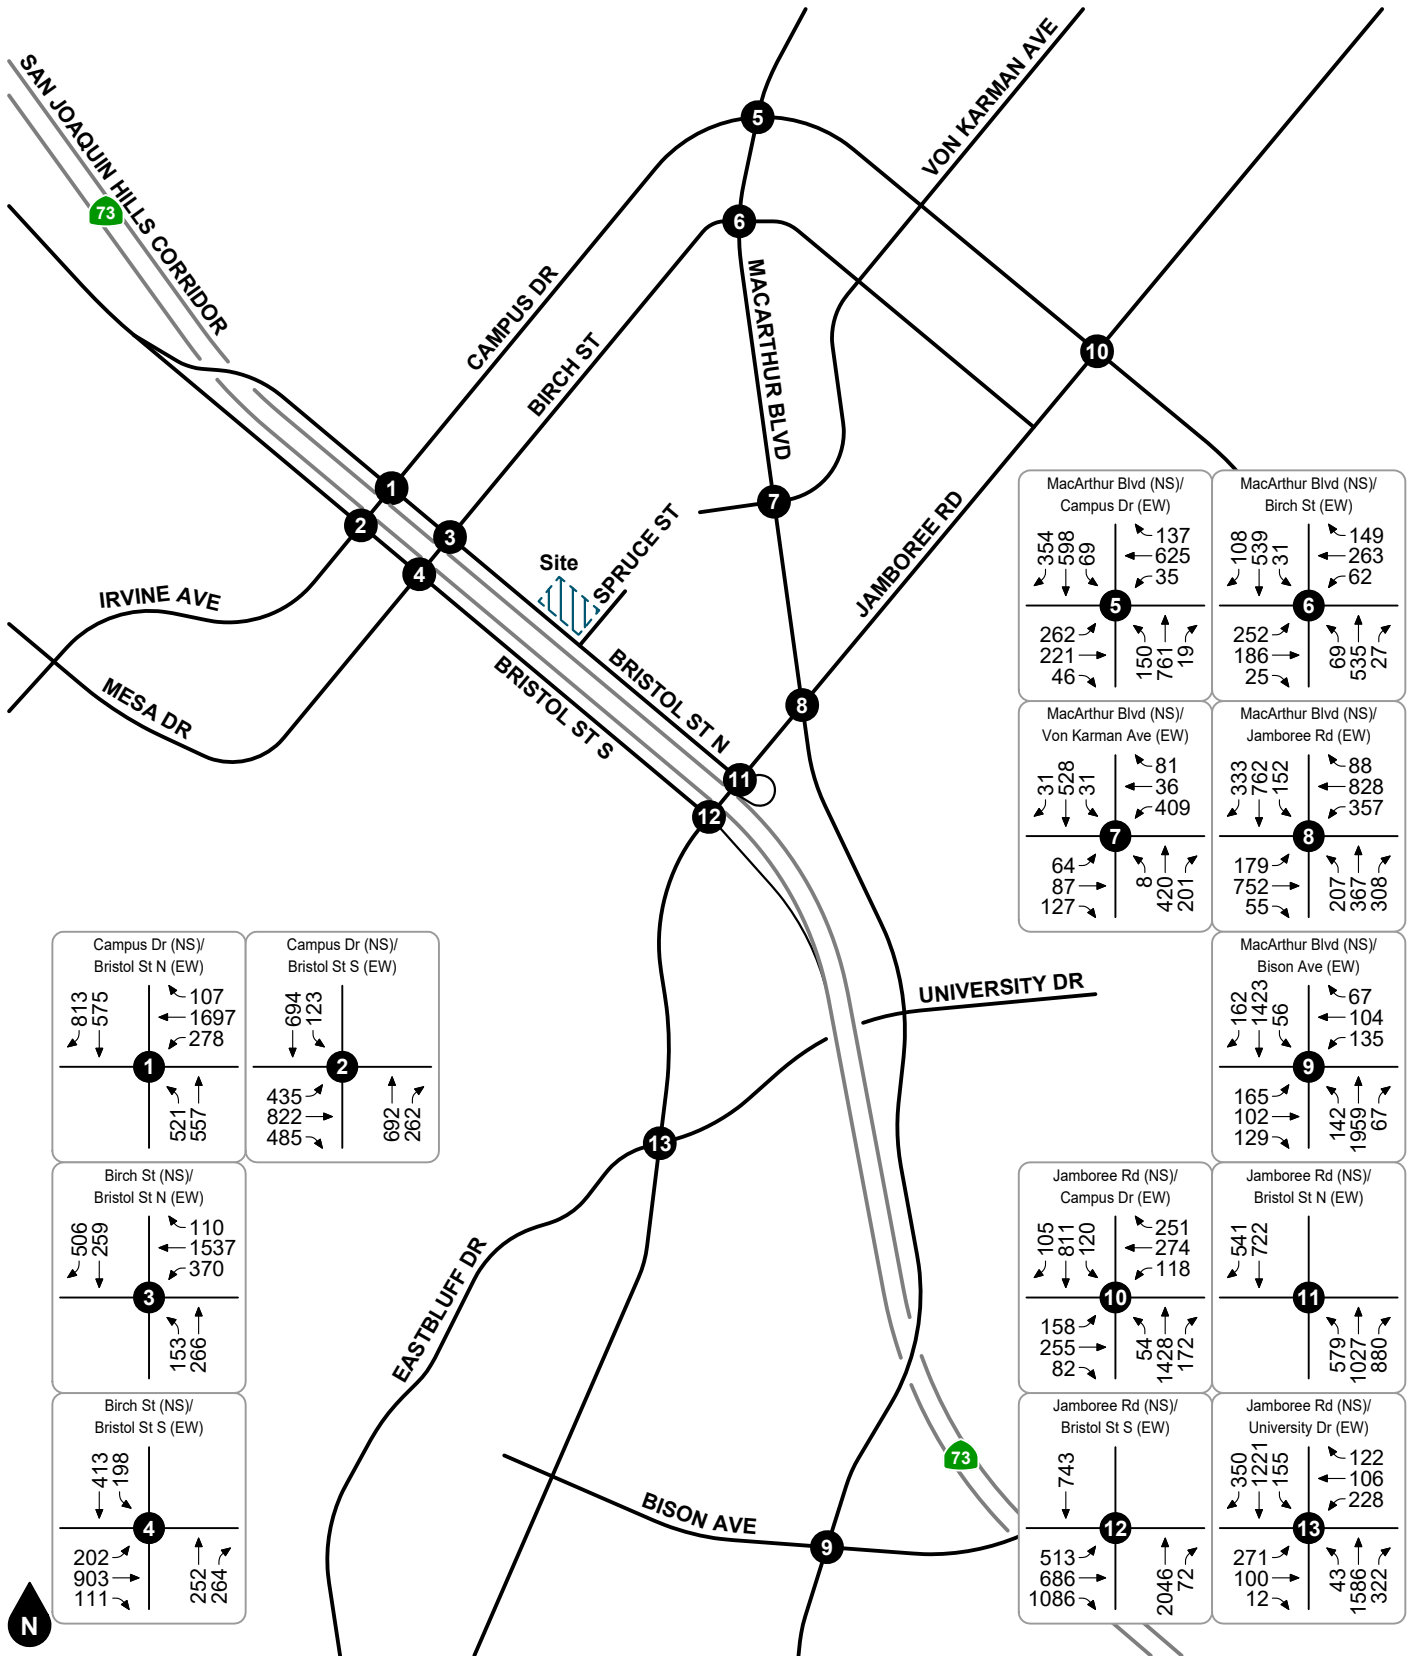 SAN JOAQUIN HILLS CORRIDOR
73
VON KARMAN AVE
5
6
CAMPUS DR
BIRCH ST
MACARTHUR BLVD
10
1
2
3
4
7
JAMBOREE RD
Site
SPRUCE ST
IRVINE AVE
MESA DR
BRISTOL ST N
BRISTOL ST S
8
11
12
UNIVERSITY DR
13
EASTBLUFF DR
BISON AVE
9
73
N
MacArthur Blvd (NS)/
Campus Dr (EW)
354 598 69
137
625
35
5
262
221
46
150 761 19
MacArthur Blvd (NS)/
Birch St (EW)
108 539 31
149
263
62
6
252
186
25
69 535 27
MacArthur Blvd (NS)/
Von Karman Ave (EW)
31 528 31
81
36
409
7
64
87
127
8 420 201
MacArthur Blvd (NS)/
Jamboree Rd (EW)
333 762 152
88
828
357
8
179
752
55
207 367 308
Campus Dr (NS)/
Bristol St N (EW)
813 575
107
1697
278
1
521 557
Campus Dr (NS)/
Bristol St S (EW)
694 123
2
435
822
485
692 262
MacArthur Blvd (NS)/
Bison Ave (EW)
162 1423 56
67
104
135
9
165
102
129
142 1959 67
Birch St (NS)/
Bristol St N (EW)
506 259
110
1537
370
3
153 266
Jamboree Rd (NS)/
Campus Dr (EW)
105 811 120
251
274
118
10
158
255
82
54 1428 172
Jamboree Rd (NS)/
Bristol St N (EW)
541 722
11
579 1027 880
Birch St (NS)/
Bristol St S (EW)
413 198
4
202
903
111
252 264
Jamboree Rd (NS)/
Bristol St S (EW)
743
12
513
686
1086
2046 72
Jamboree Rd (NS)/
University Dr (EW)
350 1221 155
122
106
228
13
271
100
12
43 1586 322